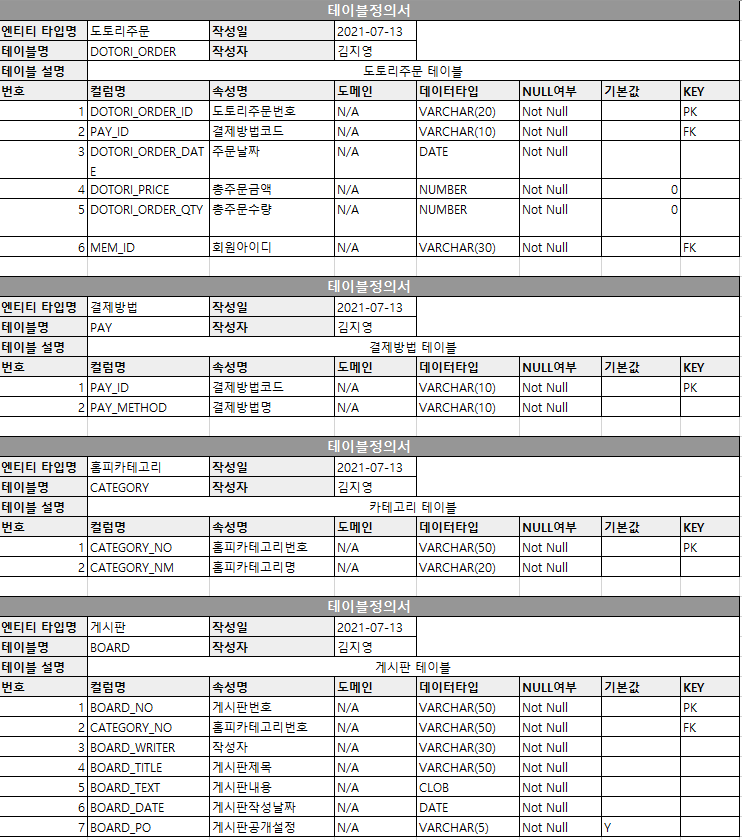 테이블정의서
엔티티 타입명 도토리주문 작성일 2021-07-13
테이블명 DOTORI_ORDER 작성자 김지영
테이블 설명 도토리주문 테이블
번호 컬럼명 속성명 도메인 데이터타입 NULL여부 기본값 KEY
1 DOTORI_ORDER_ID 도토리주문번호 N/A VARCHAR(20) Not Null PK
2 PAY_ID 결제방법코드 N/A VARCHAR(10) Not Null FK
3 DOTORI_ORDER_DAT 주문날짜 N/A DATE Not Null
E
4 DOTORI_PRICE 총주문금액 N/A NUMBER Not Null 0
5 DOTORI_ORDER_QTY 총주문수량 N/A NUMBER Not Null 0
6 MEM_ID 회원아이디 N/A VARCHAR(30) Not Null FK
테이블정의서
엔티티 타입명 결제방법 작성일 2021-07-13
테이블명 PAY 작성자 김지영
테이블 설명 결제방법 테이블
번호 컬럼명 속성명 도메인 데이터타입 NULL여부 기본값 KEY
1 PAY_ID 결제방법코드 N/A VARCHAR(10) Not Null PK
2 PAY_METHOD 결제방법명 N/A VARCHAR(10) Not Null
테이블정의서
엔티티 타입명 홈피카테고리 작성일 2021-07-13
테이블명 CATEGORY 작성자 김지영
테이블 설명 카테고리 테이블
번호 컬럼명 속성명 도메인 데이터타입 NULL여부 기본값 KEY
1 CATEGORY_NO 홈피카테고리번호 N/A VARCHAR(50) Not Null PK
2 CATEGORY_NM 홈피카테고리명 N/A VARCHAR(20) Not Null
테이블정의서
엔티티 타입명 게시판 작성일 2021-07-13
테이블명 BOARD 작성자 김지영
테이블 설명 게시판 테이블
번호 컬럼명 속성명 도메인 데이터타입 NULL여부 기본값 KEY
1 BOARD_NO 게시판번호 N/A VARCHAR(50) Not Null PK
2 CATEGORY_NO 홈피카테고리번호 N/A VARCHAR(50) Not Null FK
3 BOARD_WRITER 작성자 N/A VARCHAR(30) Not Null
4 BOARD_TITLE 게시판제목 N/A VARCHAR(50) Not Null
5 BOARD_TEXT 게시판내용 N/A CLOB Not Null
6 BOARD_DATE 게시판작성날짜 N/A DATE Not Null
7 BOARD_PO 게시판공개설정 N/A VARCHAR(5) Not Null Y